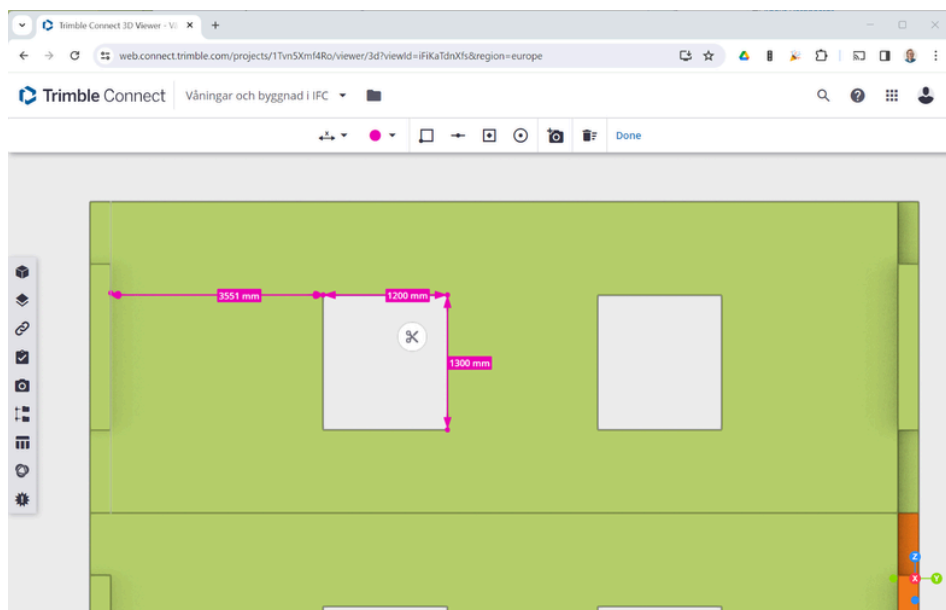 Trimble Connect 3D Viewer - Vå
web.connect.trimble.com/projects/1Tvn5Xmf4Ro/viewer/3d?viewId=iFiKaTdnXfs&region=europe
Trimble Connect
Våningar och byggnad i IFC
Done
3551 mm
1200 mm
1300 mm
Z
X
Y